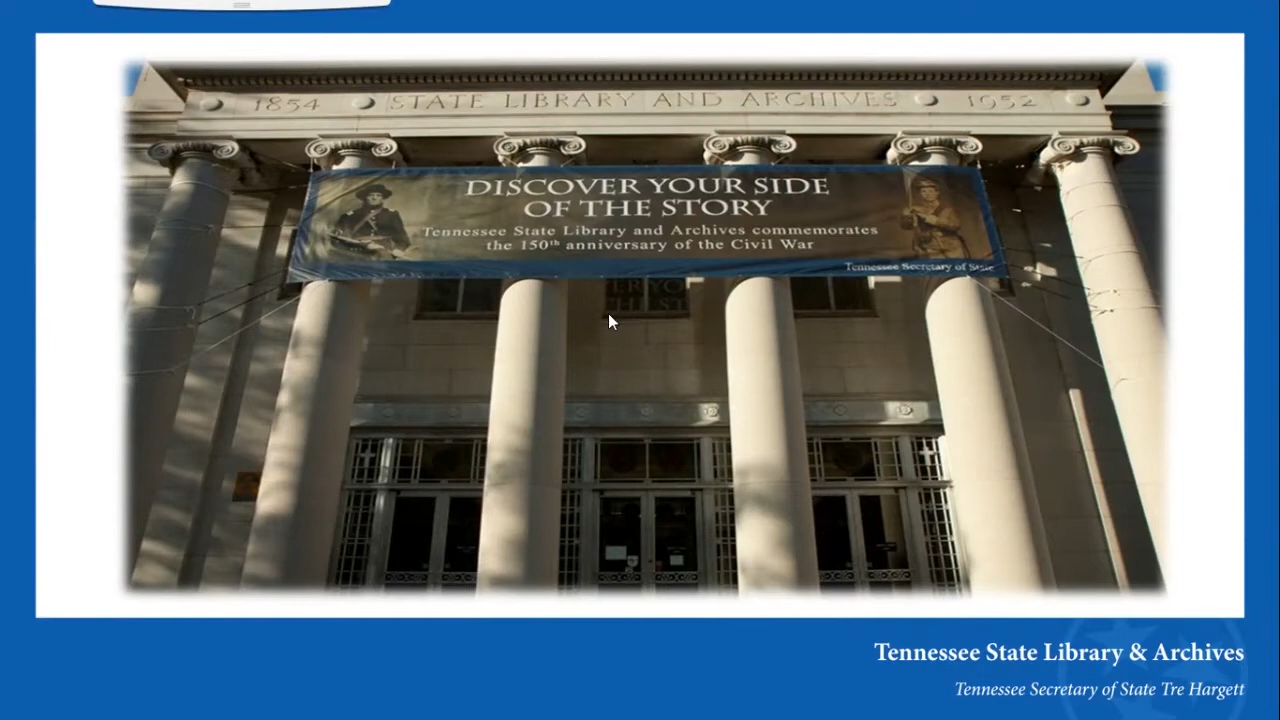 1854 STATE LIBRARY AND ARCHIVES 1952
DISCOVER YOUR SIDE
OF THE STORY
Tennessee State Library and Archives commemorates
the 150th anniversary of the Civil War
Tennessee Secretary of State
Tennessee State Library & Archives
Tennessee Secretary of State Tre Hargett